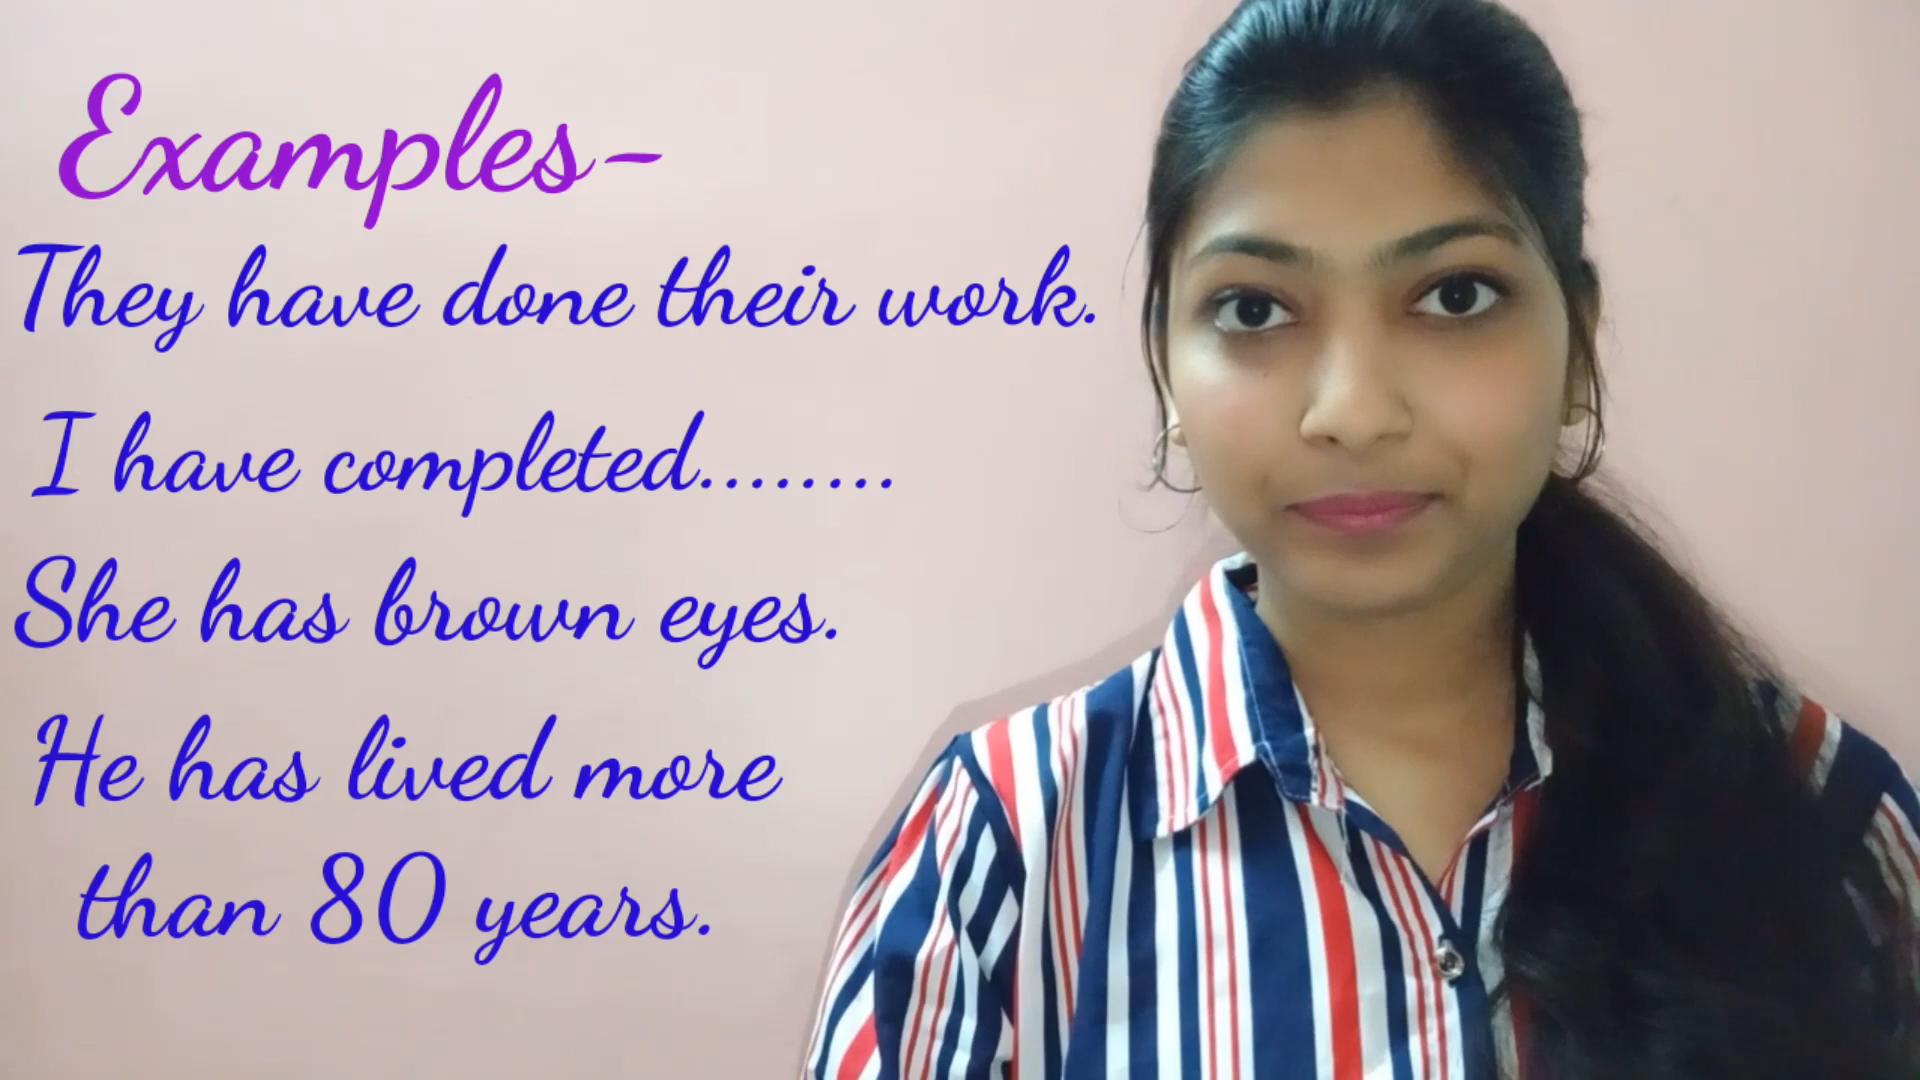 Examples-
They have done their work.
I have completed........
She has brown eyes.
He has lived more
than 80 years.